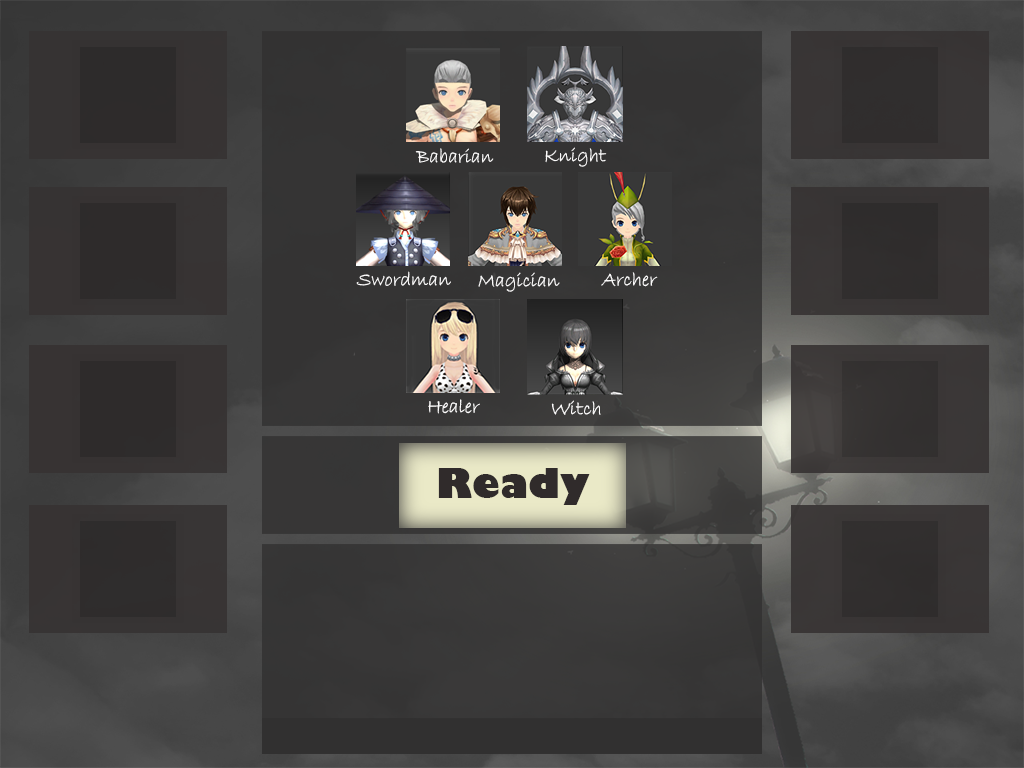 Babarian Knight
Swordman Magician Archer
Healer Witch
Ready